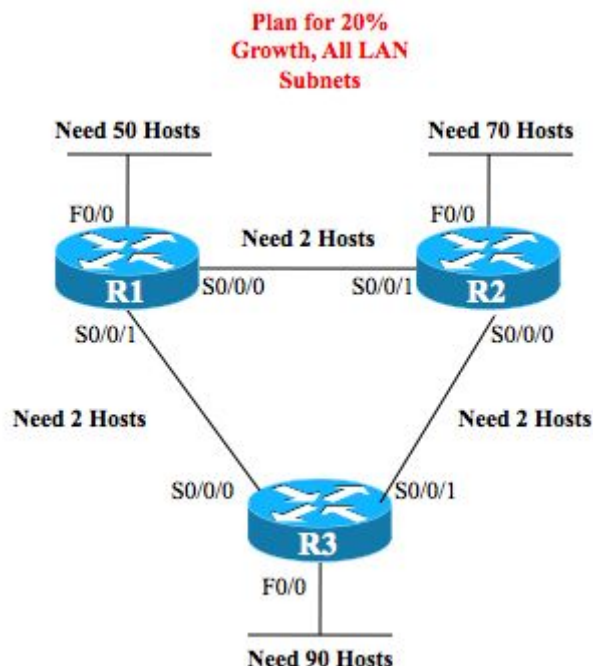 Plan for 20%
Growth, All LAN
Subnets
Need 50 Hosts
Need 70 Hosts
F0/0
F0/0
Need 2 Hosts
R1
S0/0/0
S0/0/1
R2
S0/0/1
S0/0/0
Need 2 Hosts
Need 2 Hosts
S0/0/0
S0/0/1
R3
F0/0
Need 90 Hosts